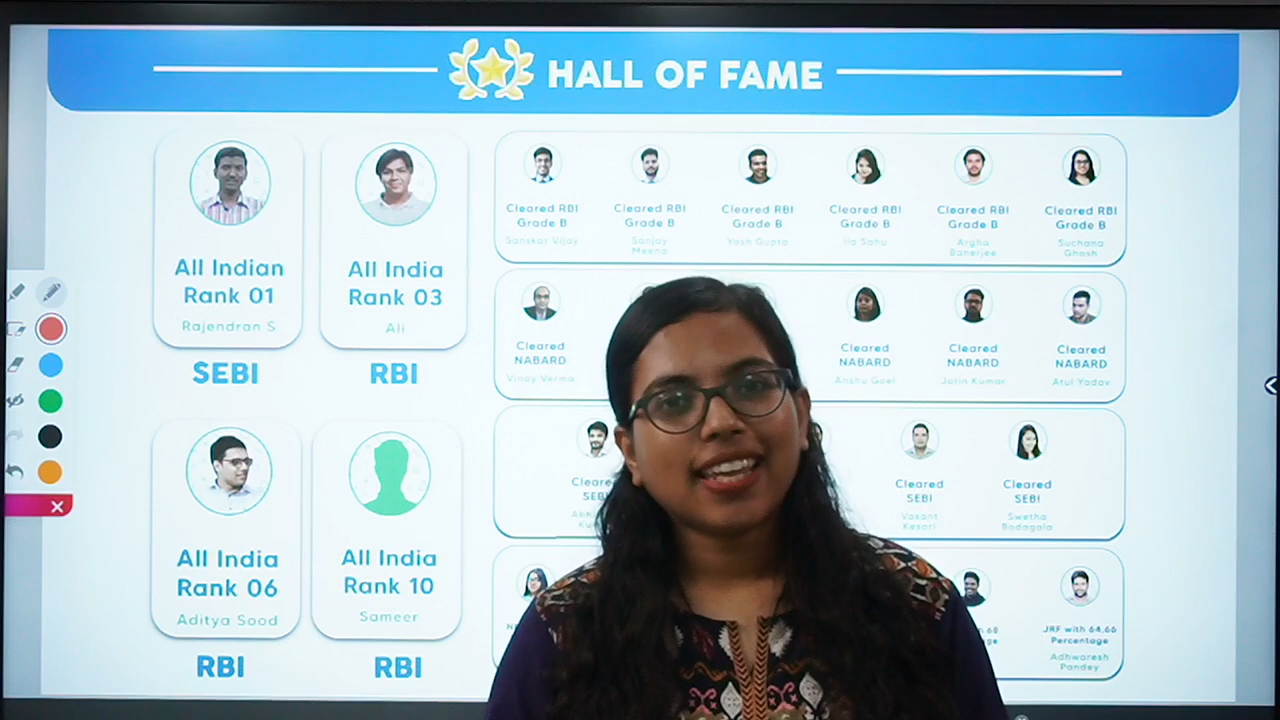 HALL OF FAME
All Indian
Rank 01
Rajendran S
SEBI
All India
Rank 03
Ali
RBI
All India
Rank 06
Aditya Sood
RBI
All India
Rank 10
Sameer
RBI
Cleared RBI
Grade B
Sanskar Vijay
Cleared RBI
Grade B
Sanjay
Meena
Cleared RBI
Grade B
Yash Gupta
Cleared RBI
Grade B
Ila Sahu
Cleared RBI
Grade B
Argha
Banerjee
Cleared RBI
Grade B
Suchana
Ghosh
Cleared
NABARD
Vinay Verma
Cleared
NABARD
Anshu Goel
Cleared
NABARD
Jatin Kumar
Cleared
NABARD
Atul Yadav
Cleared
SEBI
Cleared
SEBI
Vasant
Kesari
Cleared
SEBI
Swetha
Badagala
JRF with 64.66
Percentage
Adhwaresh
Pandey